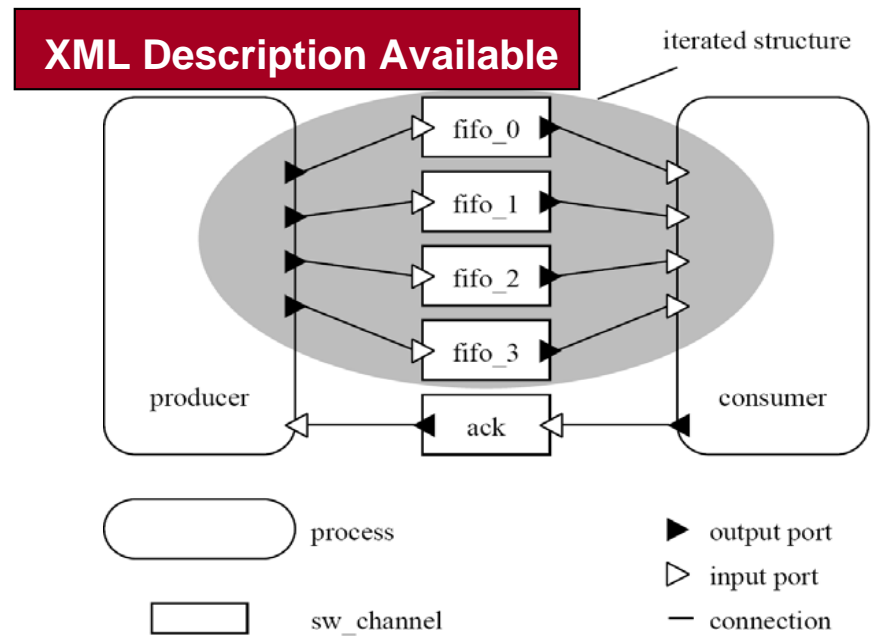 XML Description Available
iterated structure
fifo_0
fifo_1
fifo_2
fifo_3
producer
consumer
ack
process
output port
input port
sw_channel
connection